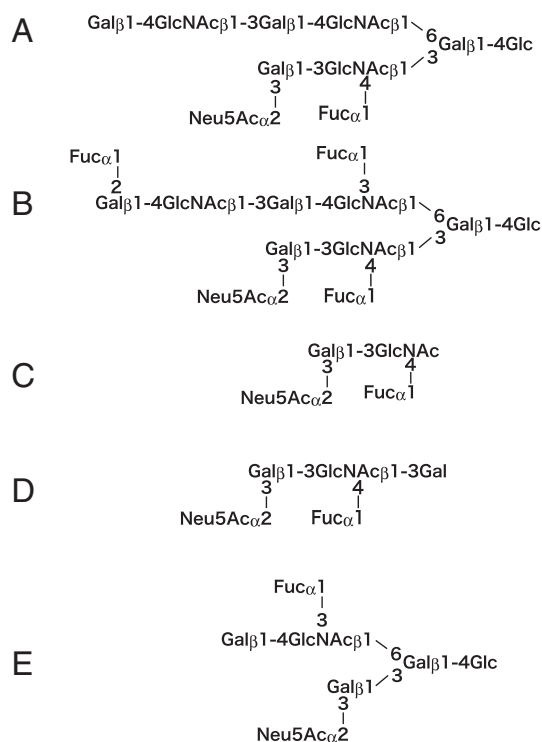 A
Galβ1-4GlcNAcβ1-3Galβ1-4GlcNAcβ1
6
Galβ1-4Glc
3
Galβ1-3GlcNAcβ1
3
4
Neu5Acα2
Fucα1
Fucα1
Fucα1
2
3
B
Galβ1-4GlcNAcβ1-3Galβ1-4GlcNAcβ1
6
Galβ1-4Glc
3
Galβ1-3GlcNAcβ1
3
4
Neu5Acα2
Fucα1
C
Galβ1-3GlcNAc
3
4
Neu5Acα2
Fucα1
D
Galβ1-3GlcNAcβ1-3Gal
3
4
Neu5Acα2
Fucα1
Fucα1
3
E
Galβ1-4GlcNAcβ1
6
Galβ1-4Glc
3
Galβ1
3
Neu5Acα2